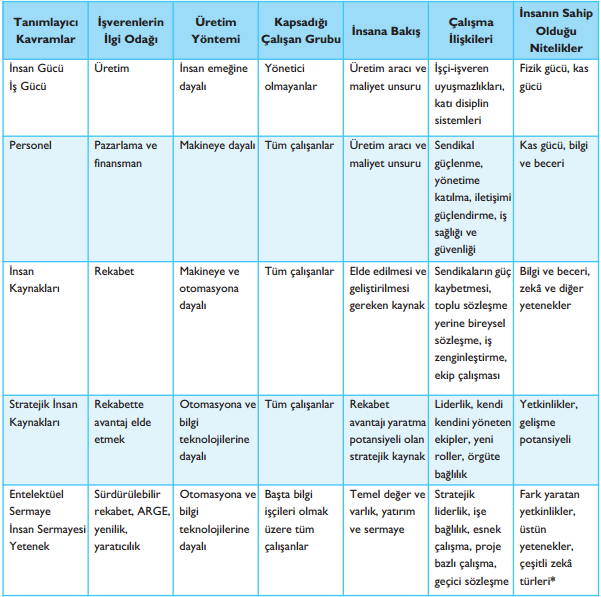 Tanımlayıcı
Kavramlar
İşverenlerin
İlgi Odağı
Üretim
Yöntemi
Kapsadığı
Çalışan Grubu
İnsana Bakış
Çalışma
İlişkileri
İnsanın Sahip
Olduğu
Nitelikler
İnsan Gücü
İş Gücü
Üretim
İnsan emeğine
dayalı
Yönetici
olmayanlar
Üretim aracı ve
maliyet unsuru
İşçi-işveren
uyuşmazlıkları,
katı disiplin
sistemleri
Fizik gücü, kas
gücü
Personel
Pazarlama ve
finansman
Makineye dayalı
Tüm çalışanlar
Üretim aracı ve
maliyet unsuru
Sendikal
güçlenme,
yönetime
katılma, iletişimi
güçlendirme, iş
sağlığı ve
güvenliği
Kas gücü, bilgi
ve beceri
İnsan
Kaynakları
Rekabet
Makineye ve
otomasyona
dayalı
Tüm çalışanlar
Elde edilmesi ve
geliştirilmesi
gereken kaynak
Sendikaların güç
kaybetmesi,
toplu sözleşme
yerine bireysel
sözleşme, iş
zenginleştirme,
ekip çalışması
Bilgi ve beceri,
zekâ ve diğer
yetenekler
Stratejik İnsan
Kaynakları
Rekabette
avantaj elde
etmek
Otomasyona ve
bilgi
teknolojilerine
dayalı
Tüm çalışanlar
Rekabet
avantajı yaratma
potansiyeli olan
stratejik kaynak
Liderlik, kendi
kendini yöneten
ekipler, yeni
roller, örgüte
bağlılık
Yetkinlikler,
gelişme
potansiyeli
Entelektüel
Sermaye
İnsan Sermayesi
Yetenek
Sürdürülebilir
rekabet, ARGE,
yenilik,
yaratıcılık
Otomasyona ve
bilgi
teknolojilerine
dayalı
Başta bilgi
işçileri olmak
üzere tüm
çalışanlar
Temel değer ve
varlık, yatırım
ve sermaye
Stratejik
liderlik, işe
bağlılık, esnek
çalışma, proje
bazlı çalışma,
geçici sözleşme
Fark yaratan
yetkinlikler,
üstün
yetenekler,
çeşitli zekâ
türleri*